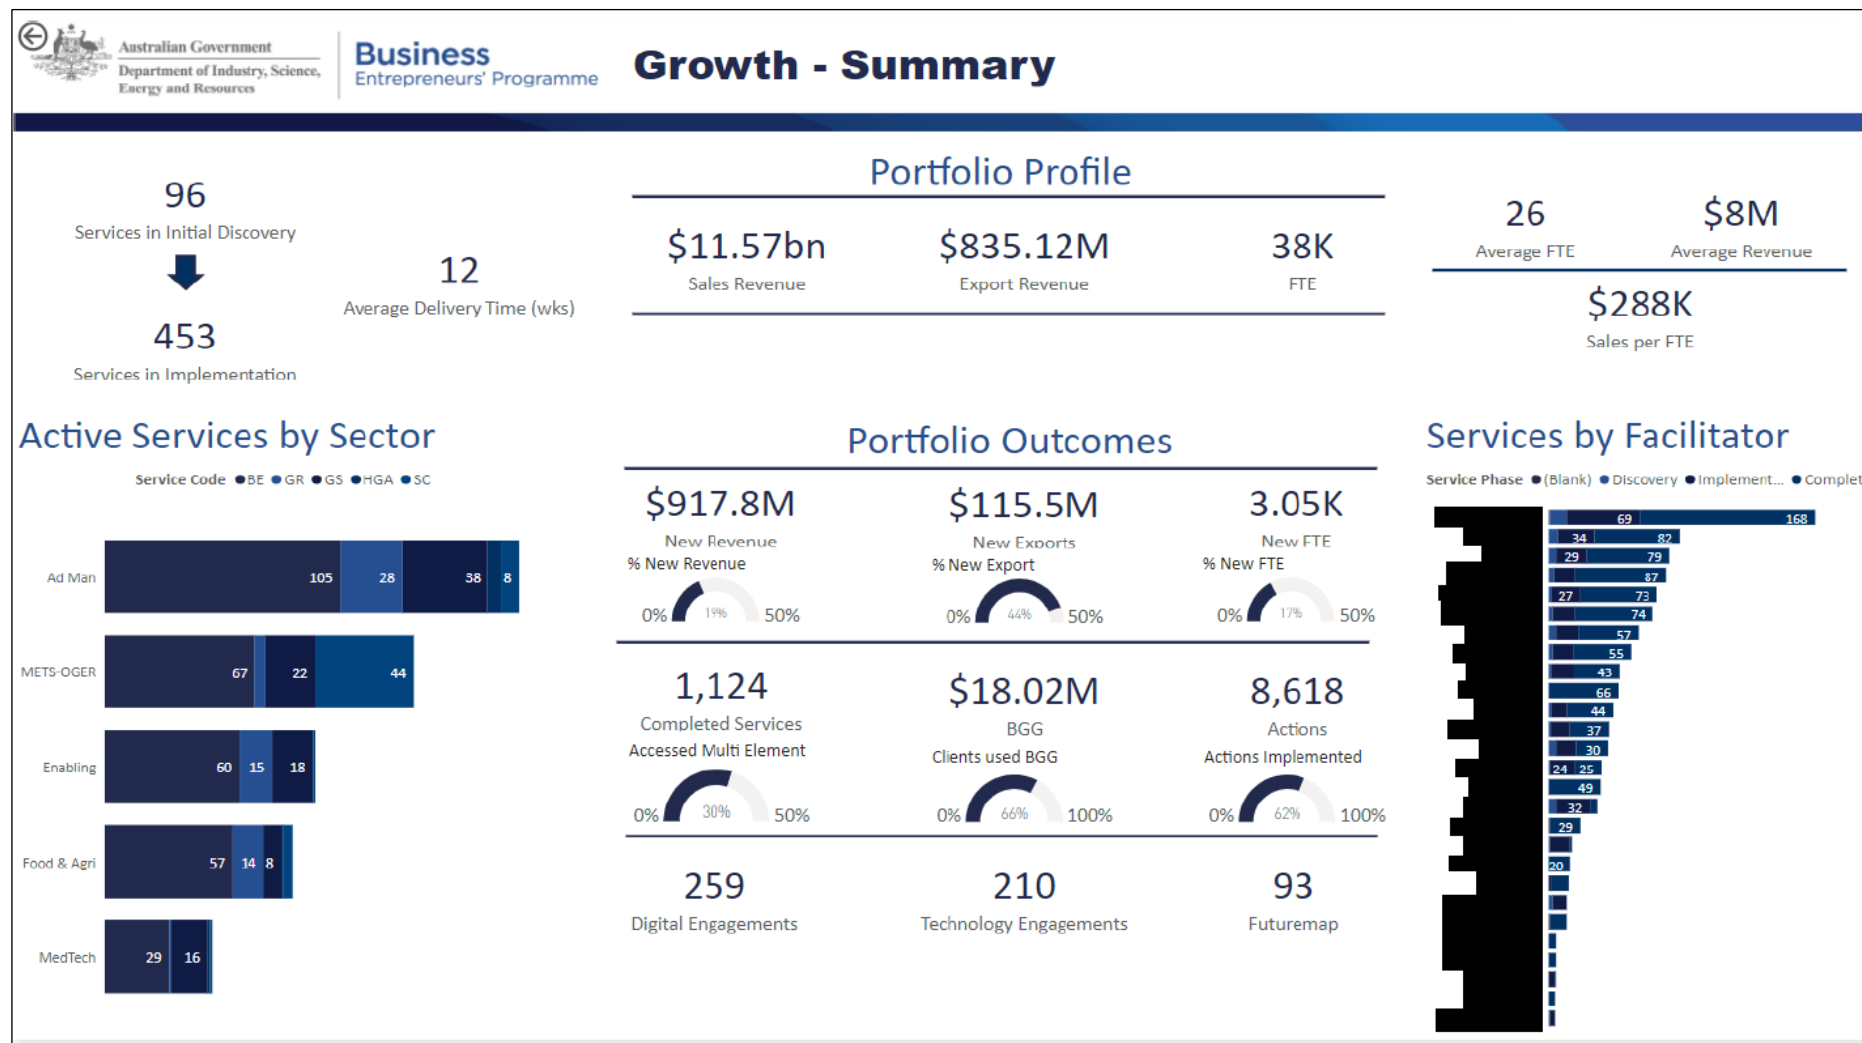 Australian Government
Department of Industry, Science,
Energy and Resources
Business
Entrepreneurs' Programme
Growth - Summary
96
Services in Initial Discovery
453
Services in Implementation
12
Average Delivery Time (wks)
Portfolio Profile
$11.57bn
Sales Revenue
$835.12M
Export Revenue
38K
FTE
26
Average FTE
$8M
Average Revenue
$288K
Sales per FTE
Active Services by Sector
Service Code BE GR GS HGA SC
Ad Man 105 28 38 8
METS-OGER 67 22 44
Enabling 60 15 18
Food & Agri 57 14 8
MedTech 29 16
Portfolio Outcomes
$917.8M
New Revenue
% New Revenue
0% 19% 50%
$115.5M
New Exports
% New Export
0% 44% 50%
3.05K
New FTE
% New FTE
0% 17% 50%
1,124
Completed Services
Accessed Multi Element
0% 30% 50%
$18.02M
BGG
Clients used BGG
0% 66% 100%
8,618
Actions
Actions Implemented
0% 62% 100%
259
Digital Engagements
210
Technology Engagements
93
Futuremap
Services by Facilitator
Service Phase (Blank) Discovery Implement... Complet
69 168
34 82
29 79
87
27 73
74
57
55
43
66
44
37
30
24 25
49
32
29
20